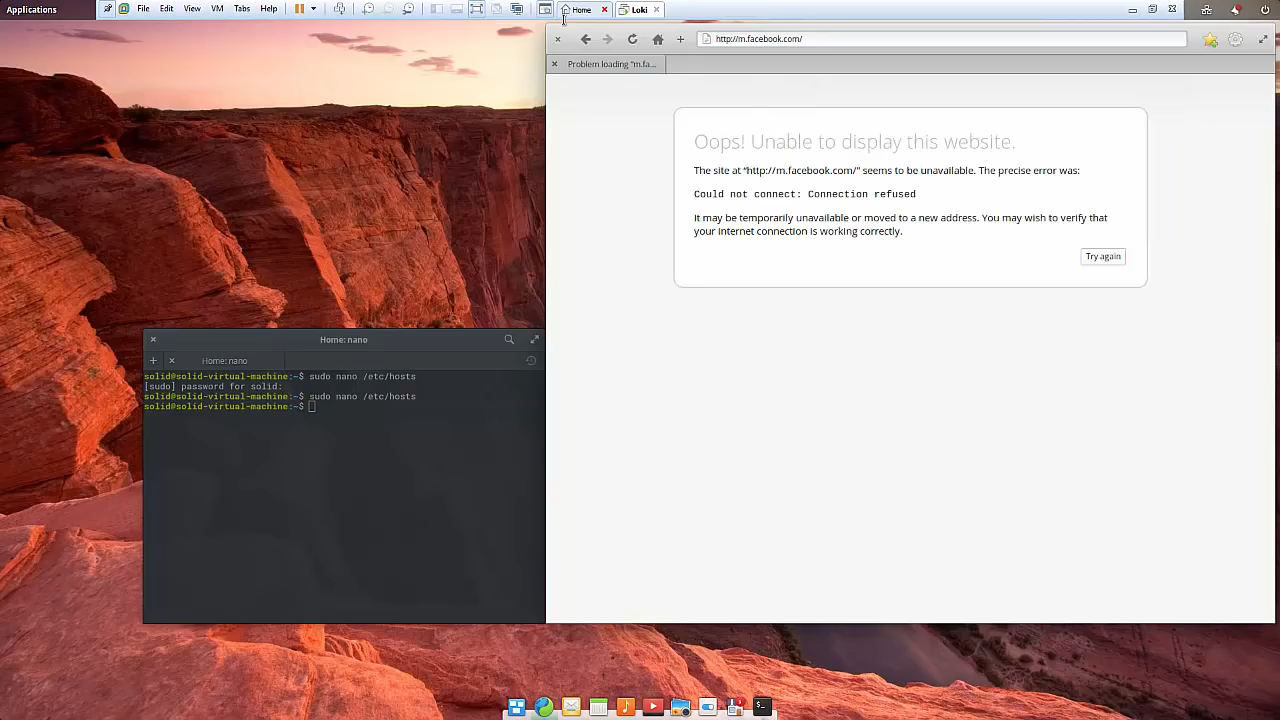 Applications
File Edit View VM Tabs Help
Home
Loki
http://m.facebook.com/
Problem loading "m.fa...
Oops! Unable to display this website.
The site at “http://m.facebook.com/” seems to be unavailable. The precise error was:
Could not connect: Connection refused
It may be temporarily unavailable or moved to a new address. You may wish to verify that
your internet connection is working correctly.
Try again
Home: nano
Home: nano
solid@solid-virtual-machine:~$ sudo nano /etc/hosts
[sudo] password for solid:
solid@solid-virtual-machine:~$ sudo nano /etc/hosts
solid@solid-virtual-machine:~$